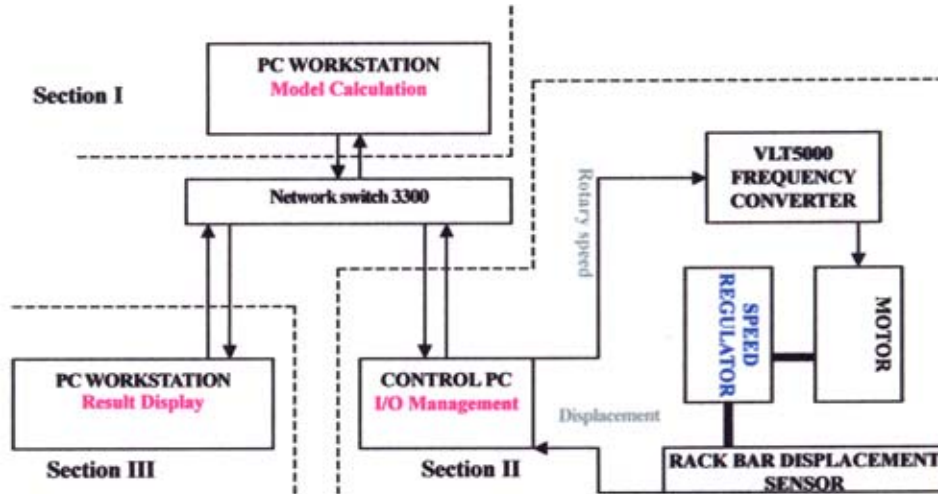 PC WORKSTATION
Model Calculation
Section I
Network switch 3300
VLT5000
FREQUENCY
CONVERTER
Rotary speed
SPEED
REGULATOR
MOTOR
PC WORKSTATION
Result Display
CONTROL PC
I/O Management
Displacement
Section III
Section II
RACK BAR DISPLACEMENT
SENSOR